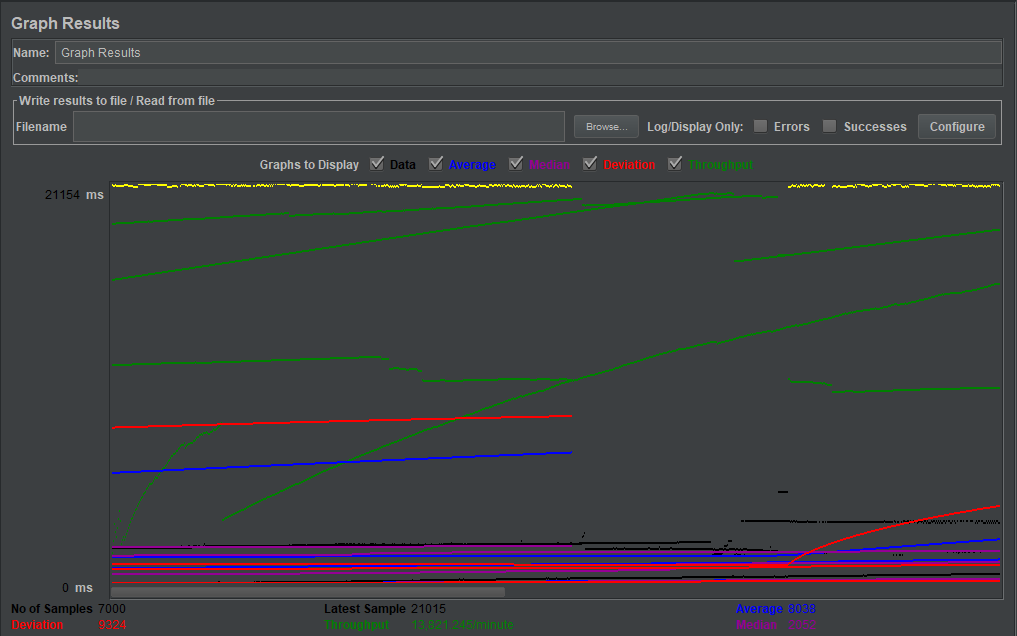 Graph Results
Name: Graph Results
Comments:
Write results to file / Read from file
Filename Browse... Log/Display Only: Errors Successes Configure
Graphs to Display Data Average Median Deviation Throughput
21154 ms
0 ms
No of Samples 7000 Latest Sample 21015 Average 8038
Deviation 9324 Throughput 13,821.245/minute Median 2002